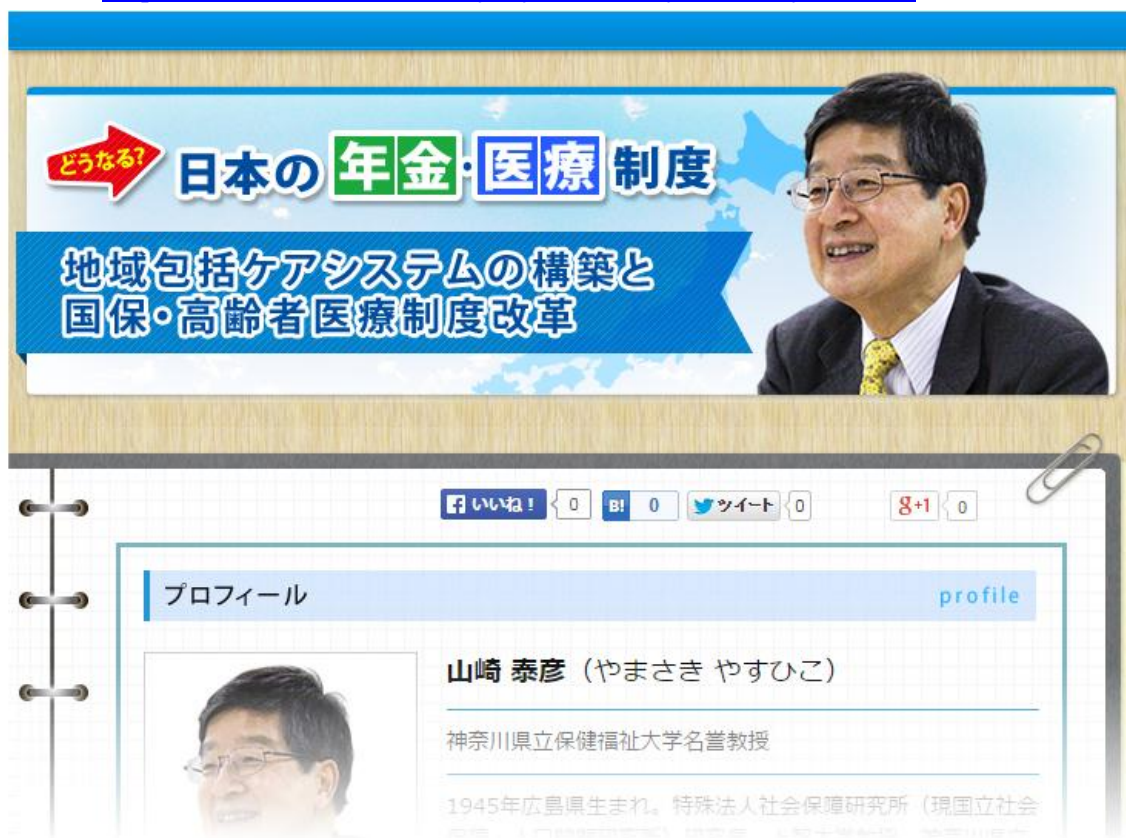 どうなる?
日本の年金・医療制度
地域包括ケアシステムの構築と
国保・高齢者医療制度改革
いいね! 0 B! 0 ツイート 0 g+1 0
プロフィール profile
山崎 泰彦（やまさき やすひこ）
神奈川県立保健福祉大学名誉教授
1945年広島県生まれ。特殊法人社会保障研究所（現国立社会